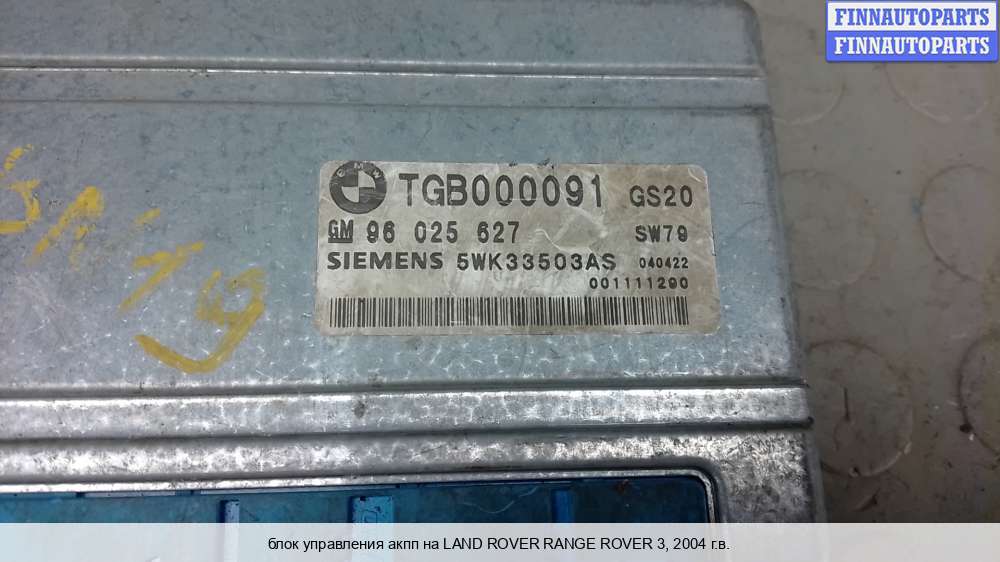 FINNAUTOPARTS
FINNAUTOPARTS
BMW TGB000091 GS20
GM 96 025 627 SW79
SIEMENS 5WK33503AS 040422
001111290
блок управления акпп на LAND ROVER RANGE ROVER 3, 2004 г.в.